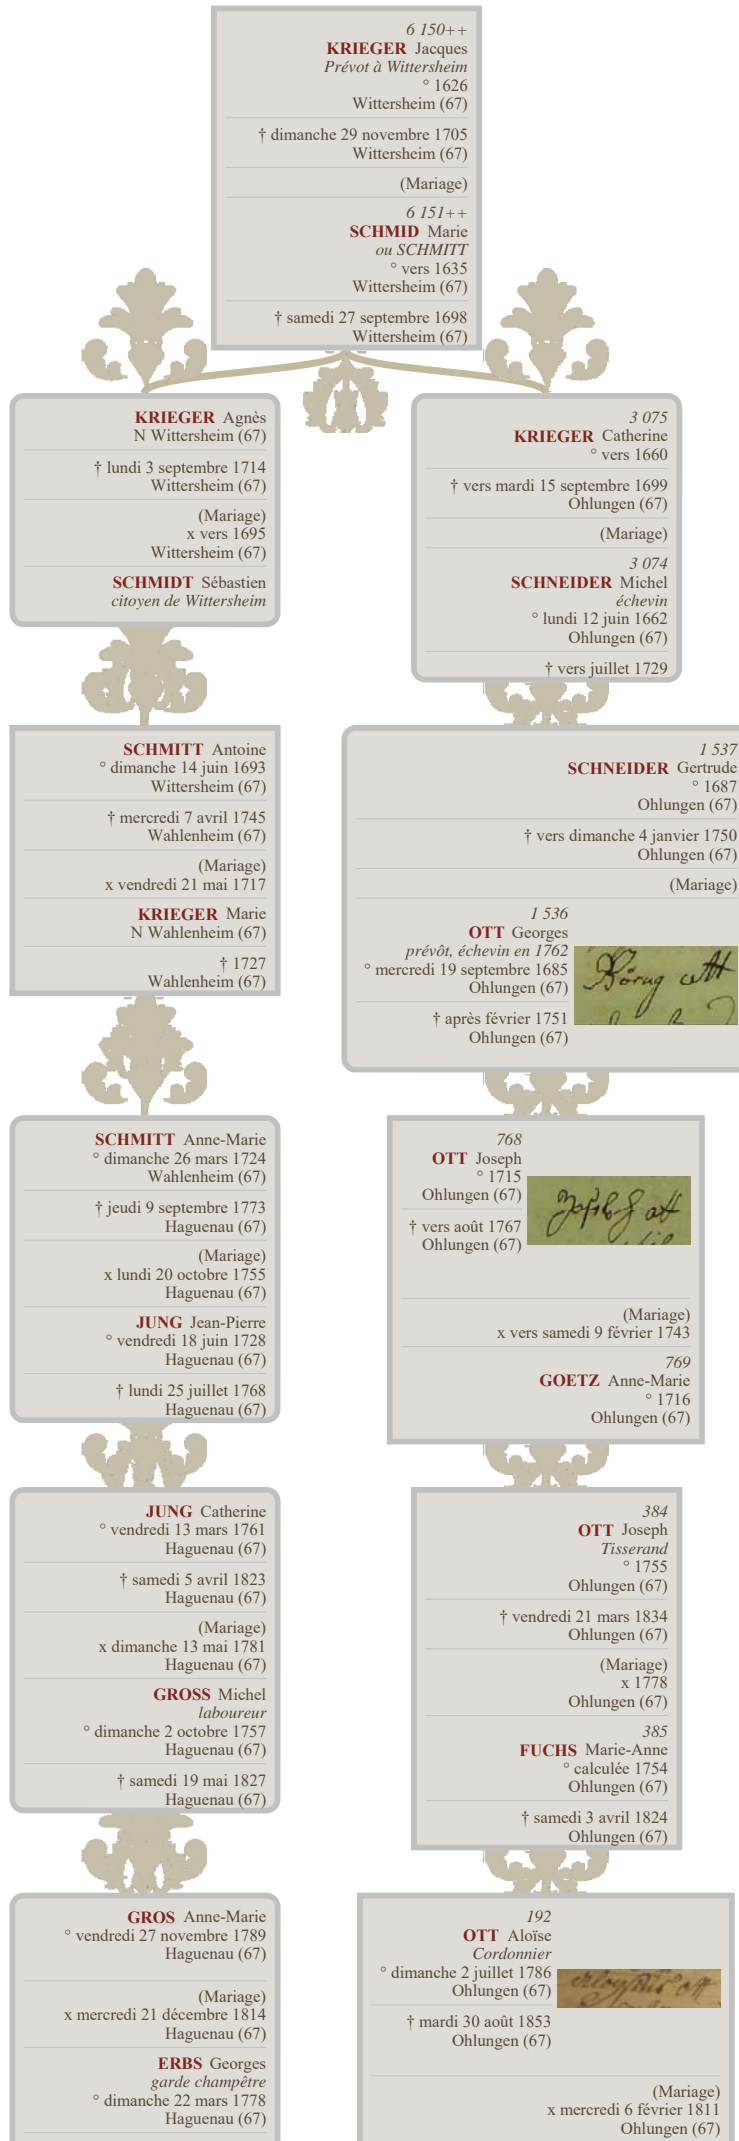 6 150++
KRIEGER Jacques
Prévot à Wittersheim
° 1626
Wittersheim (67)
† dimanche 29 novembre 1705
Wittersheim (67)
(Mariage)
6 151++
SCHMID Marie
ou SCHMITT
° vers 1635
Wittersheim (67)
† samedi 27 septembre 1698
Wittersheim (67)
KRIEGER Agnès
N Wittersheim (67)
† lundi 3 septembre 1714
Wittersheim (67)
(Mariage)
x vers 1695
Wittersheim (67)
SCHMIDT Sébastien
citoyen de Wittersheim
3 075
KRIEGER Catherine
° vers 1660
† vers mardi 15 septembre 1699
Ohlungen (67)
(Mariage)
3 074
SCHNEIDER Michel
échevin
° lundi 12 juin 1662
Ohlungen (67)
† vers juillet 1729
SCHMITT Antoine
° dimanche 14 juin 1693
Wittersheim (67)
† mercredi 7 avril 1745
Wahlenheim (67)
(Mariage)
x vendredi 21 mai 1717
KRIEGER Marie
N Wahlenheim (67)
† 1727
Wahlenheim (67)
1 537
SCHNEIDER Gertrude
° 1687
Ohlungen (67)
† vers dimanche 4 janvier 1750
Ohlungen (67)
(Mariage)
1 536
OTT Georges
prévôt, échevin en 1762
° mercredi 19 septembre 1685
Ohlungen (67)
† après février 1751
Ohlungen (67)
SCHMITT Anne-Marie
° dimanche 26 mars 1724
Wahlenheim (67)
† jeudi 9 septembre 1773
Haguenau (67)
(Mariage)
x lundi 20 octobre 1755
Haguenau (67)
JUNG Jean-Pierre
° vendredi 18 juin 1728
Haguenau (67)
† lundi 25 juillet 1768
Haguenau (67)
768
OTT Joseph
° 1715
Ohlungen (67)
† vers août 1767
Ohlungen (67)
(Mariage)
x vers samedi 9 février 1743
769
GOETZ Anne-Marie
° 1716
Ohlungen (67)
JUNG Catherine
° vendredi 13 mars 1761
Haguenau (67)
† samedi 5 avril 1823
Haguenau (67)
(Mariage)
x dimanche 13 mai 1781
Haguenau (67)
GROSS Michel
laboureur
° dimanche 2 octobre 1757
Haguenau (67)
† samedi 19 mai 1827
Haguenau (67)
384
OTT Joseph
Tisserand
° 1755
Ohlungen (67)
† vendredi 21 mars 1834
Ohlungen (67)
(Mariage)
x 1778
Ohlungen (67)
385
FUCHS Marie-Anne
° calculée 1754
Ohlungen (67)
† samedi 3 avril 1824
Ohlungen (67)
GROS Anne-Marie
° vendredi 27 novembre 1789
Haguenau (67)
(Mariage)
x mercredi 21 décembre 1814
Haguenau (67)
ERBS Georges
garde champêtre
° dimanche 22 mars 1778
Haguenau (67)
192
OTT Aloïse
Cordonnier
° dimanche 2 juillet 1786
Ohlungen (67)
† mardi 30 août 1853
Ohlungen (67)
(Mariage)
x mercredi 6 février 1811
Ohlungen (67)